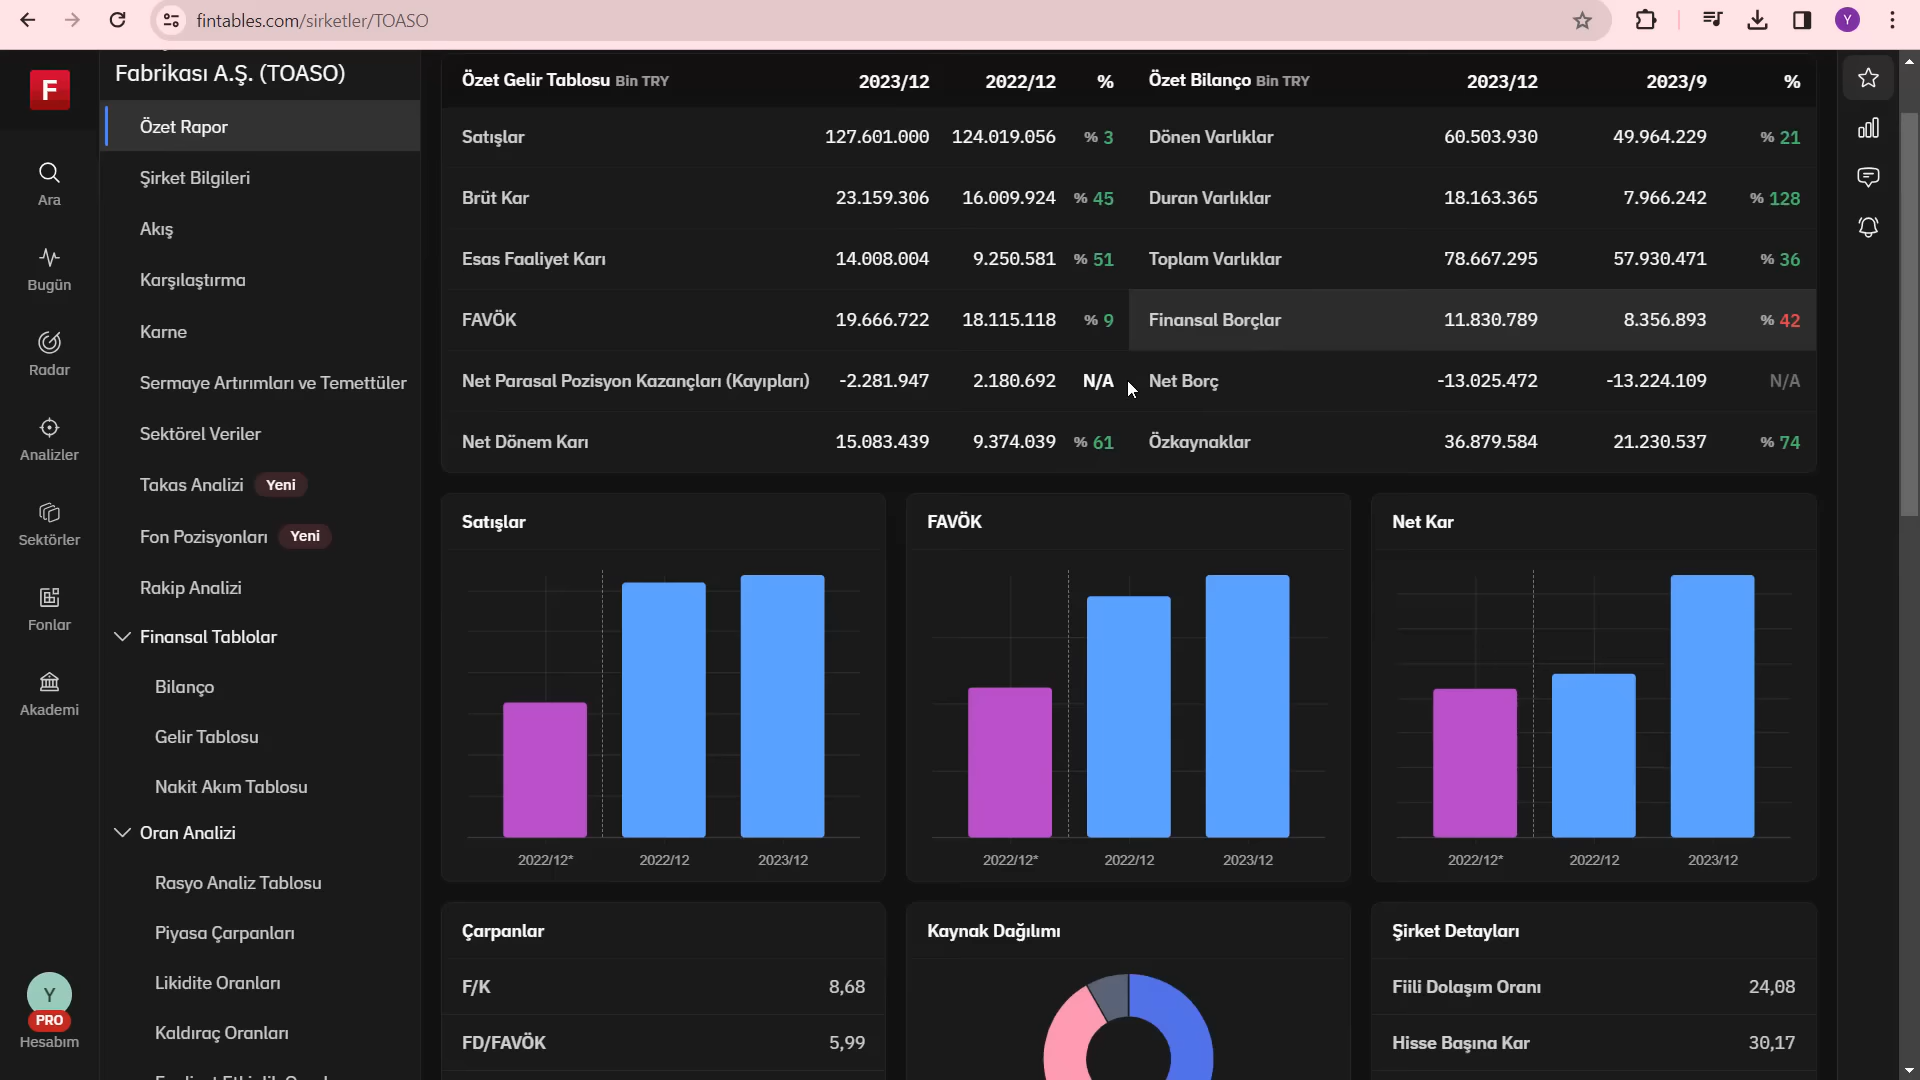 fintables.com/sirketler/TOASO
Y
F
Ara
Bugün
Radar
Analizler
Sektörler
Fonlar
Akademi
Y
PRO
Hesabım
Fabrikası A.Ş. (TOASO)
Özet Rapor
Şirket Bilgileri
Akış
Karşılaştırma
Karne
Sermaye Artırımları ve Temettüler
Sektörel Veriler
Takas Analizi Yeni
Fon Pozisyonları Yeni
Rakip Analizi
Finansal Tablolar
Bilanço
Gelir Tablosu
Nakit Akım Tablosu
Oran Analizi
Rasyo Analiz Tablosu
Piyasa Çarpanları
Likidite Oranları
Kaldıraç Oranları
Özet Gelir Tablosu Bin TRY 2023/12 2022/12 %
Satışlar 127.601.000 124.019.056 % 3
Brüt Kar 23.159.306 16.009.924 % 45
Esas Faaliyet Karı 14.008.004 9.250.581 % 51
FAVÖK 19.666.722 18.115.118 % 9
Net Parasal Pozisyon Kazançları (Kayıpları) -2.281.947 2.180.692 N/A
Net Dönem Karı 15.083.439 9.374.039 % 61
Özet Bilanço Bin TRY 2023/12 2023/9 %
Dönen Varlıklar 60.503.930 49.964.229 % 21
Duran Varlıklar 18.163.365 7.966.242 % 128
Toplam Varlıklar 78.667.295 57.930.471 % 36
Finansal Borçlar 11.830.789 8.356.893 % 42
Net Borç -13.025.472 -13.224.109 N/A
Özkaynaklar 36.879.584 21.230.537 % 74
Satışlar
2022/12* 2022/12 2023/12
FAVÖK
2022/12* 2022/12 2023/12
Net Kar
2022/12* 2022/12 2023/12
Çarpanlar
F/K 8,68
FD/FAVÖK 5,99
Kaynak Dağılımı
Şirket Detayları
Fiili Dolaşım Oranı 24,08
Hisse Başına Kar 30,17